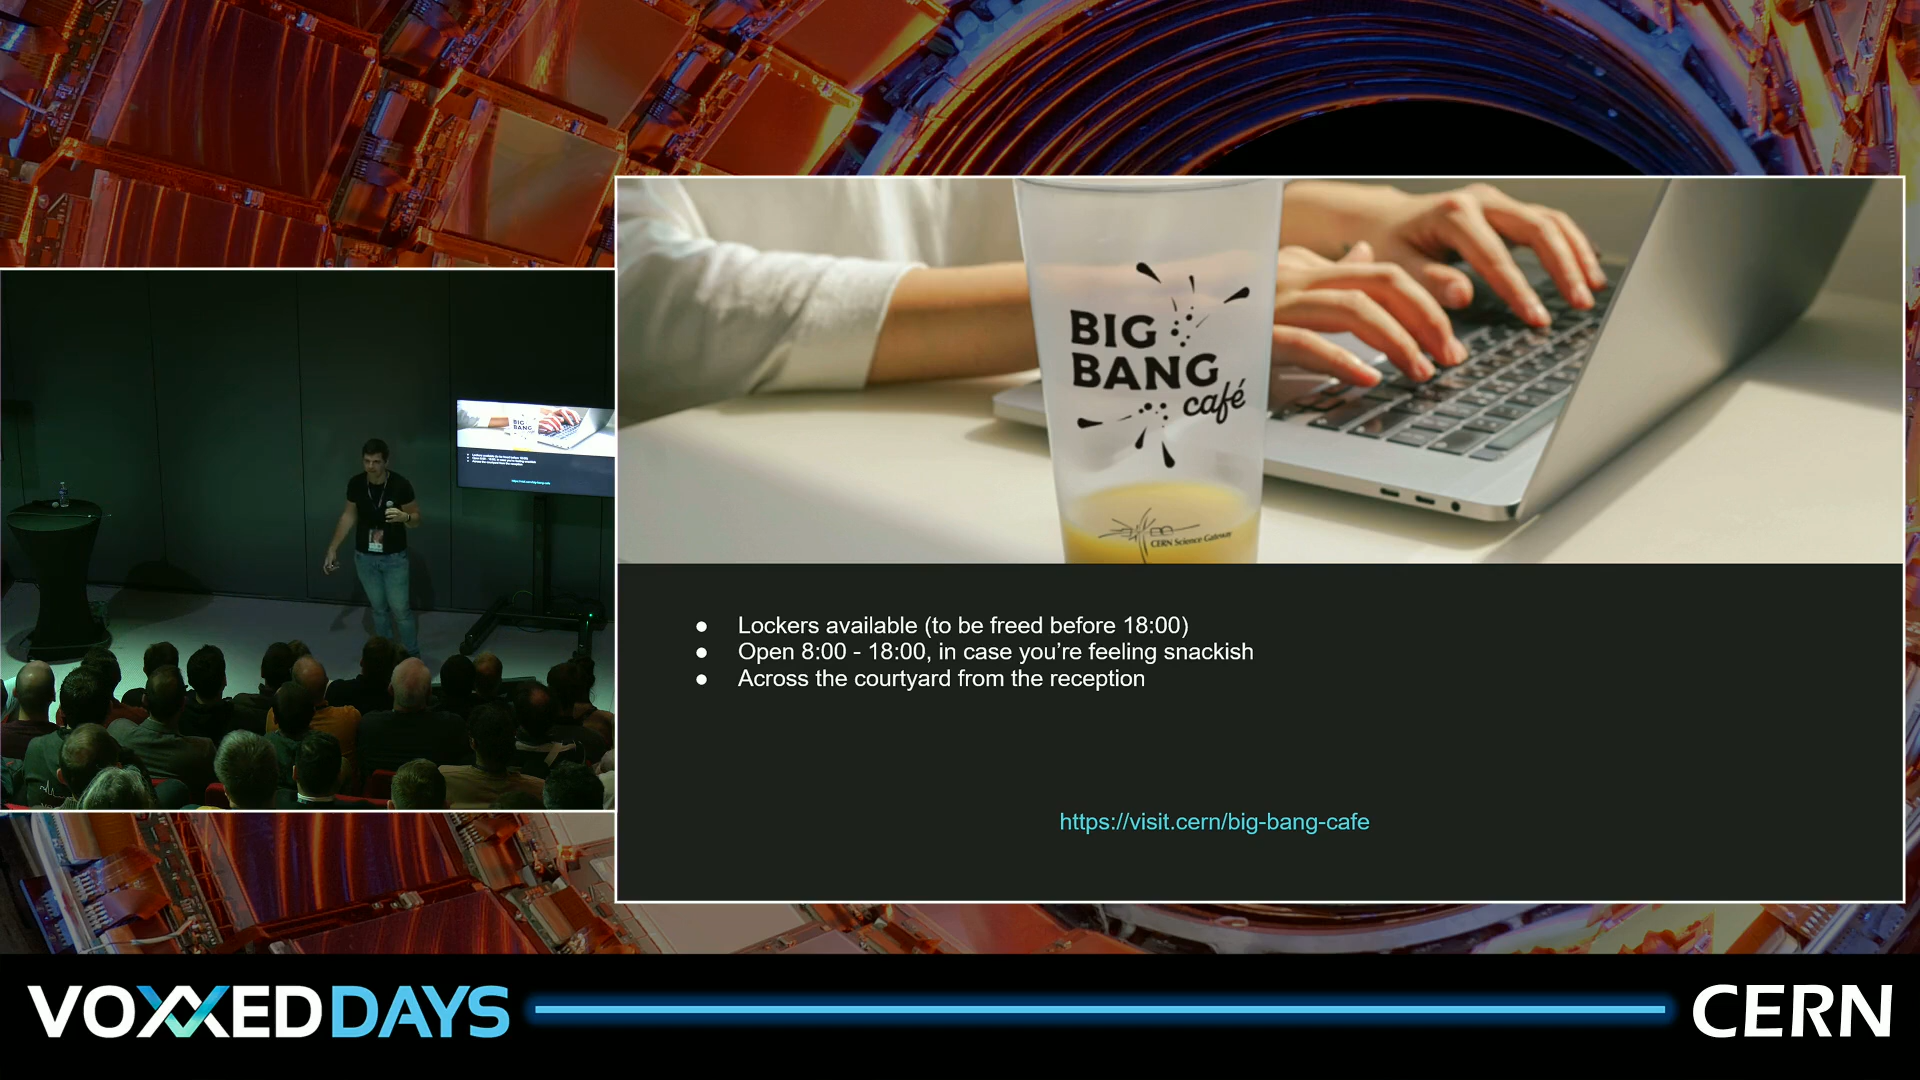 BIG
BANG
café
CERN Science Gateway
● Lockers available (to be freed before 18:00)
● Open 8:00 - 18:00, in case you’re feeling snackish
● Across the courtyard from the reception
https://visit.cern/big-bang-cafe
BIG
BANG
VOXXEDDAYS
CERN